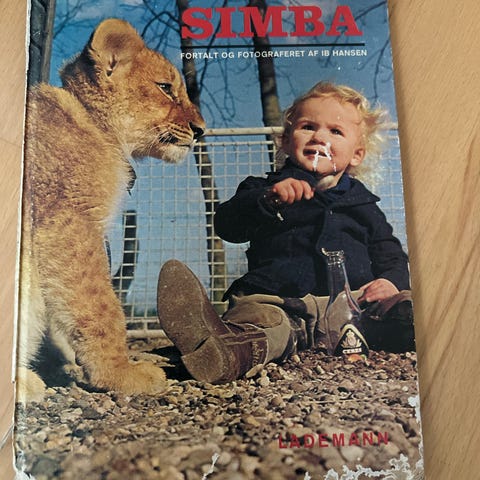 SIMBA
FORTALT OG FOTOGRAFERET AF IB HANSEN
LADEMANN